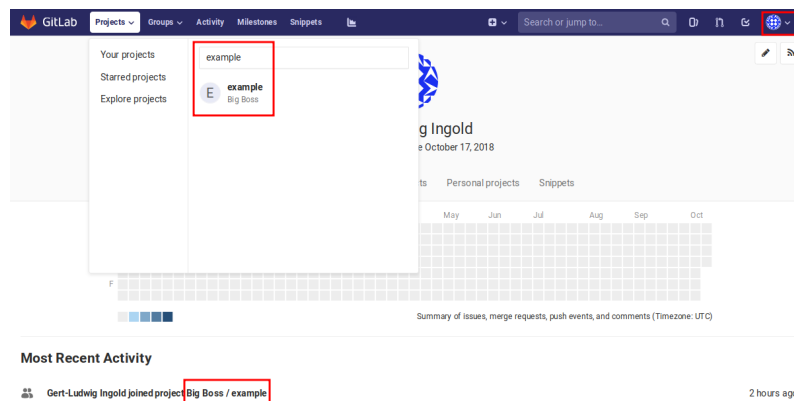 GitLab Projects Groups Activity Milestones Snippets Search or jump to...
Your projects
Starred projects
Explore projects
example
E example
Big Boss
g Ingold
e October 17, 2018
ts Personal projects Snippets
May Jun Jul Aug Sep Oct
F
Summary of issues, merge requests, push events, and comments (Timezone: UTC)
Most Recent Activity
Gert-Ludwig Ingold joined project Big Boss / example 2 hours ago